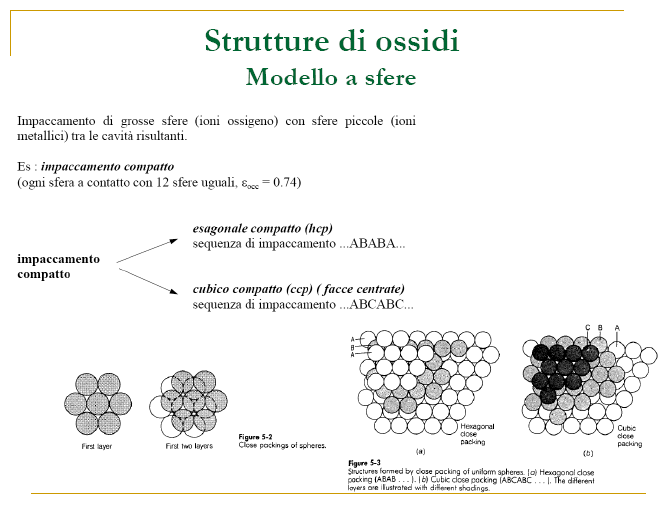 Strutture di ossidi
Modello a sfere
Impaccamento di grosse sfere (ioni ossigeno) con sfere piccole (ioni
metallici) tra le cavità risultanti.
Es : impaccamento compatto
(ogni sfera a contatto con 12 sfere uguali, εocc = 0.74)
esagonale compatto (hcp)
sequenza di impaccamento ...ABABA...
impaccamento
compatto
cubico compatto (ccp) ( facce centrate)
sequenza di impaccamento ...ABCABC...
First layer
First two layers
Figure 5-2
Close packings of spheres.
A
B
A
Hexagonal
close
packing
(a)
C B A
Cubic
close
packing
(b)
Figure 5-3
Structures formed by close packing of uniform spheres. (a) Hexagonal close
packing (ABAB . . . ). (b) Cubic close packing (ABCABC . . . ). The different
layers are illustrated with different shadings.